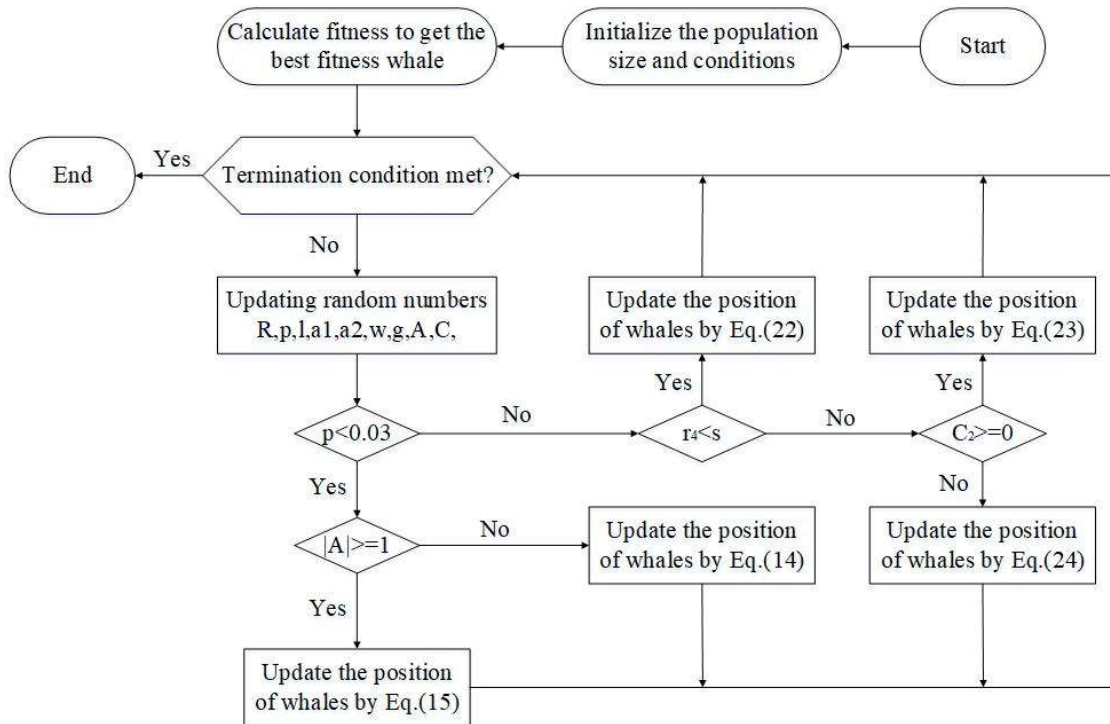 Calculate fitness to get the
best fitness whale
Initialize the population
size and conditions
Start
End
Yes
Termination condition met?
No
Updating random numbers
R,p,l,a1,a2,w,g,A,C,
Update the position
of whales by Eq.(22)
Update the position
of whales by Eq.(23)
Yes
Yes
p<0.03
No
r₄<s
No
C₂>=0
Yes
No
|A|>=1
No
Update the position
of whales by Eq.(14)
Update the position
of whales by Eq.(24)
Yes
Update the position
of whales by Eq.(15)